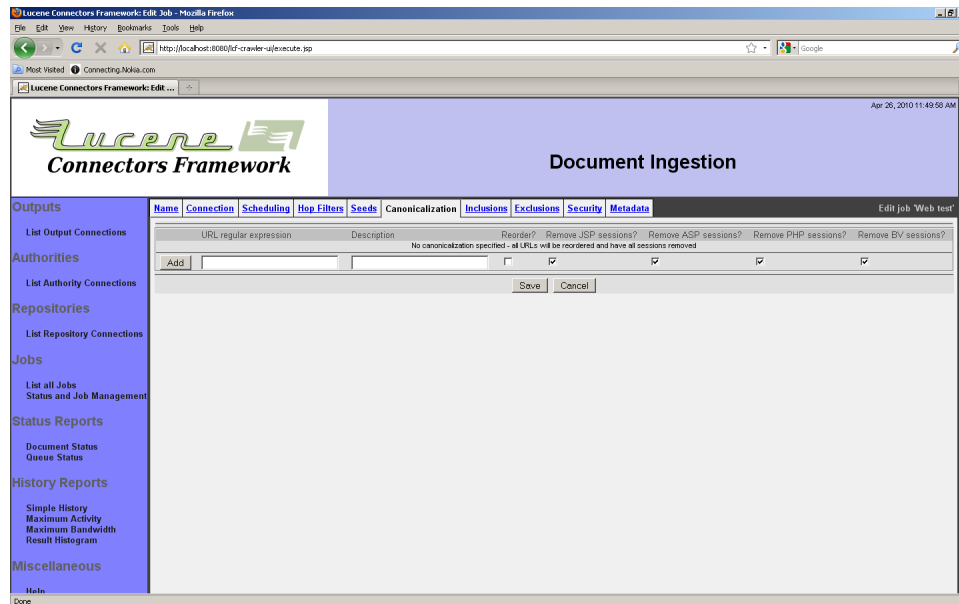 Lucene Connectors Framework: Edit Job - Mozilla Firefox
File Edit View History Bookmarks Tools Help
http://localhost:8080/lcf-crawler-ui/execute.jsp
Google
Most Visited Connecting.Nokia.com
Lucene Connectors Framework: Edit ...
Apr 26, 2010 11:49:58 AM
Lucene
Connectors Framework
Document Ingestion
Outputs
List Output Connections
Authorities
List Authority Connections
Repositories
List Repository Connections
Jobs
List all Jobs
Status and Job Management
Status Reports
Document Status
Queue Status
History Reports
Simple History
Maximum Activity
Maximum Bandwidth
Result Histogram
Miscellaneous
Help
Name Connection Scheduling Hop Filters Seeds Canonicalization Inclusions Exclusions Security Metadata
Edit job 'Web test'
URL regular expression Description Reorder? Remove JSP sessions? Remove ASP sessions? Remove PHP sessions? Remove BV sessions?
No canonicalization specified - all URLs will be reordered and have all sessions removed
Add
Save Cancel
Done